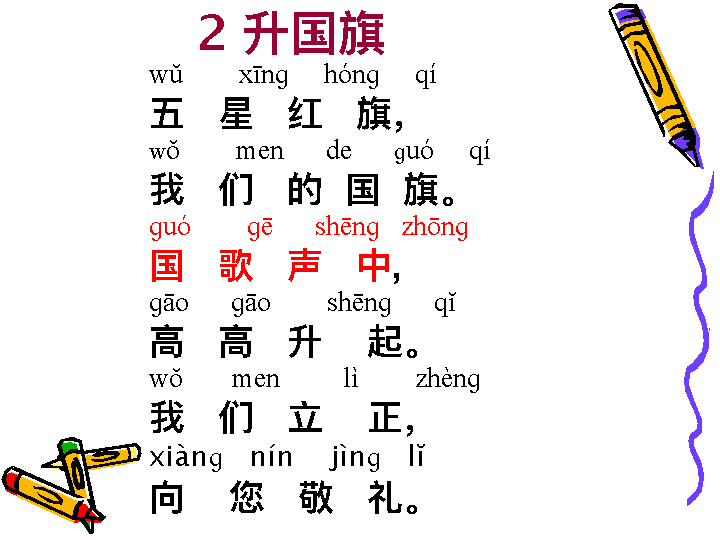 2 升国旗
wǔ xīng hóng qí
五 星 红 旗，
wǒ men de guó qí
我 们 的 国 旗。
guó gē shēng zhōng
国 歌 声 中，
gāo gāo shēng qǐ
高 高 升 起。
wǒ men lì zhèng
我 们 立 正，
xiàng nín jìng lǐ
向 您 敬 礼。